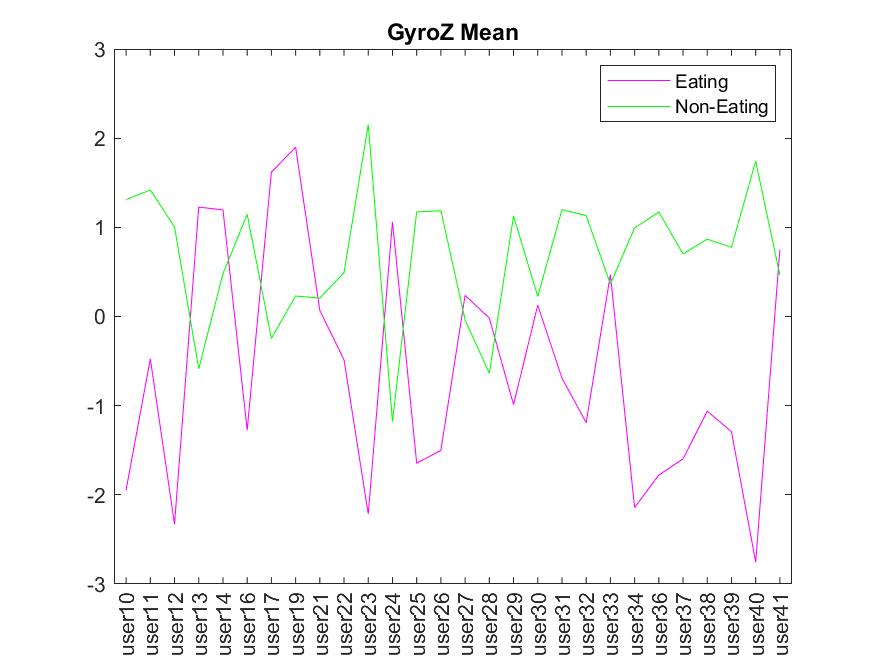 GyroZ Mean
Eating
Non-Eating
3
2
1
0
-1
-2
-3
user10
user11
user12
user13
user14
user16
user17
user19
user21
user22
user23
user24
user25
user26
user27
user28
user29
user30
user31
user32
user33
user34
user36
user37
user38
user39
user40
user41